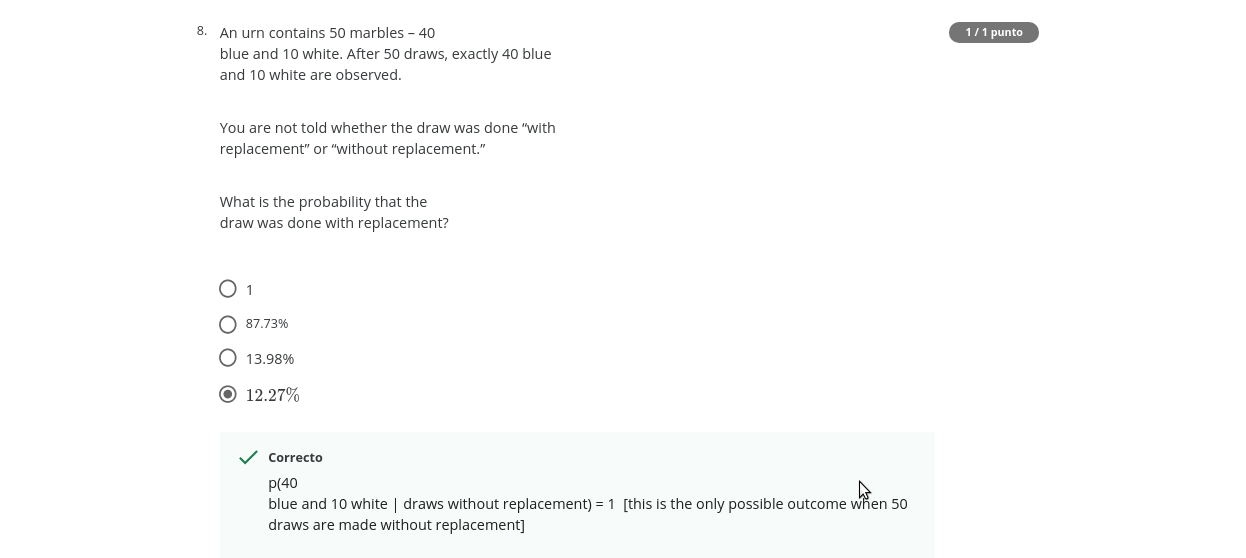 8.
An urn contains 50 marbles – 40
1 / 1 punto
blue and 10 white. After 50 draws, exactly 40 blue
and 10 white are observed.
You are not told whether the draw was done “with
replacement” or “without replacement.”
What is the probability that the
draw was done with replacement?
1
87.73%
13.98%
12.27%
Correcto
p(40
blue and 10 white | draws without replacement) = 1  [this is the only possible outcome when 50
draws are made without replacement]